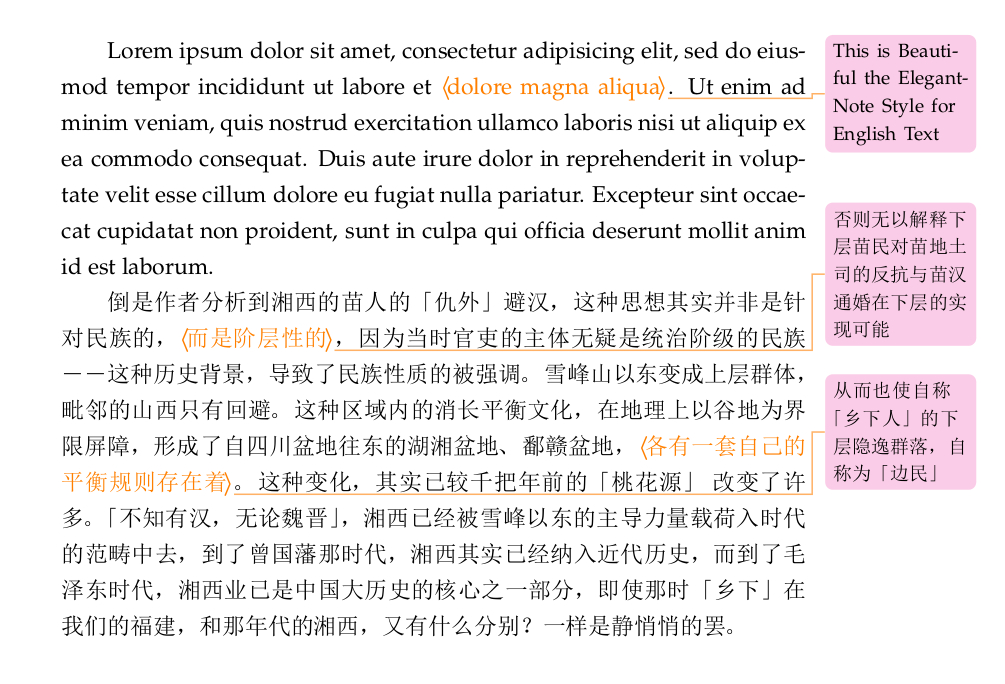 Lorem ipsum dolor sit amet, consectetur adipisicing elit, sed do eius-
mod tempor incididunt ut labore et ⟨dolore magna aliqua⟩. Ut enim ad
minim veniam, quis nostrud exercitation ullamco laboris nisi ut aliquip ex
ea commodo consequat. Duis aute irure dolor in reprehenderit in volup-
tate velit esse cillum dolore eu fugiat nulla pariatur. Excepteur sint occae-
cat cupidatat non proident, sunt in culpa qui officia deserunt mollit anim
id est laborum.
倒是作者分析到湘西的苗人的「仇外」避汉，这种思想其实并非是针
对民族的，⟨而是阶层性的⟩，因为当时官吏的主体无疑是统治阶级的民族
——这种历史背景，导致了民族性质的被强调。雪峰山以东变成上层群体，
毗邻的山西只有回避。这种区域内的消长平衡文化，在地理上以谷地为界
限屏障，形成了自四川盆地往东的湖湘盆地、鄱赣盆地，⟨各有一套自己的
平衡规则存在着⟩。这种变化，其实已较千把年前的「桃花源」 改变了许
多。「不知有汉，无论魏晋」，湘西已经被雪峰以东的主导力量载荷入时代
的范畴中去，到了曾国藩那时代，湘西其实已经纳入近代历史，而到了毛
泽东时代，湘西业已是中国大历史的核心之一部分，即使那时「乡下」在
我们的福建，和那年代的湘西，又有什么分别？一样是静悄悄的罢。
This is Beauti-
ful the Elegant-
Note Style for
English Text
否则无以解释下
层苗民对苗地土
司的反抗与苗汉
通婚在下层的实
现可能
从而也使自称
「乡下人」的下
层隐逸群落，自
称为「边民」